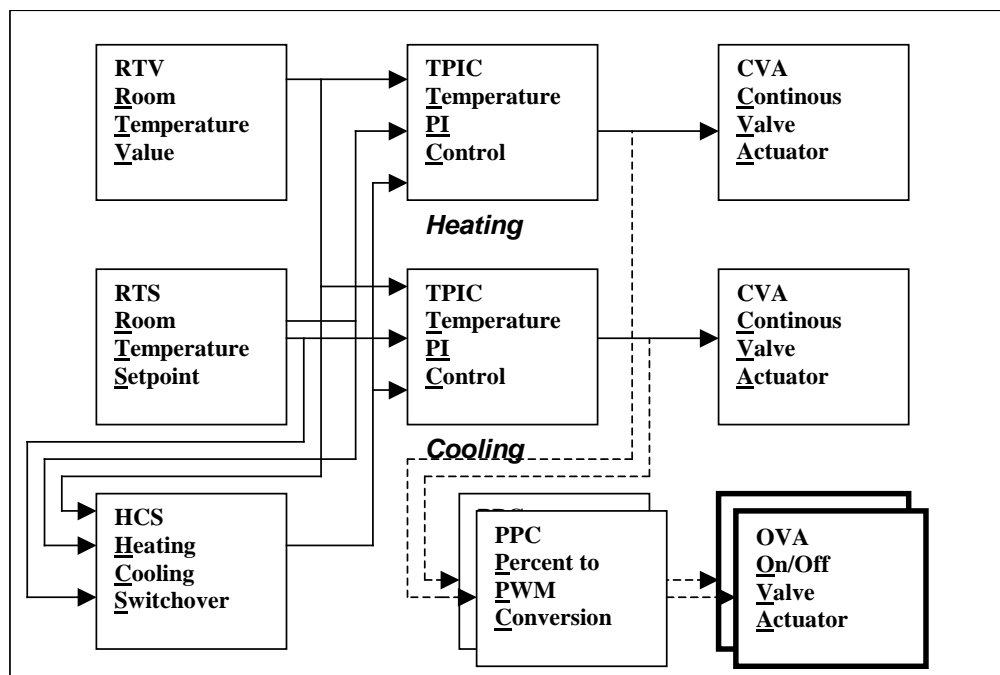 RTV
Room
Temperature
Value
TPIC
Temperature
PI
Control
Heating
CVA
Continous
Valve
Actuator
RTS
Room
Temperature
Setpoint
TPIC
Temperature
PI
Control
Cooling
CVA
Continous
Valve
Actuator
HCS
Heating
Cooling
Switchover
PPC
Percent to
PWM
Conversion
OVA
On/Off
Valve
Actuator